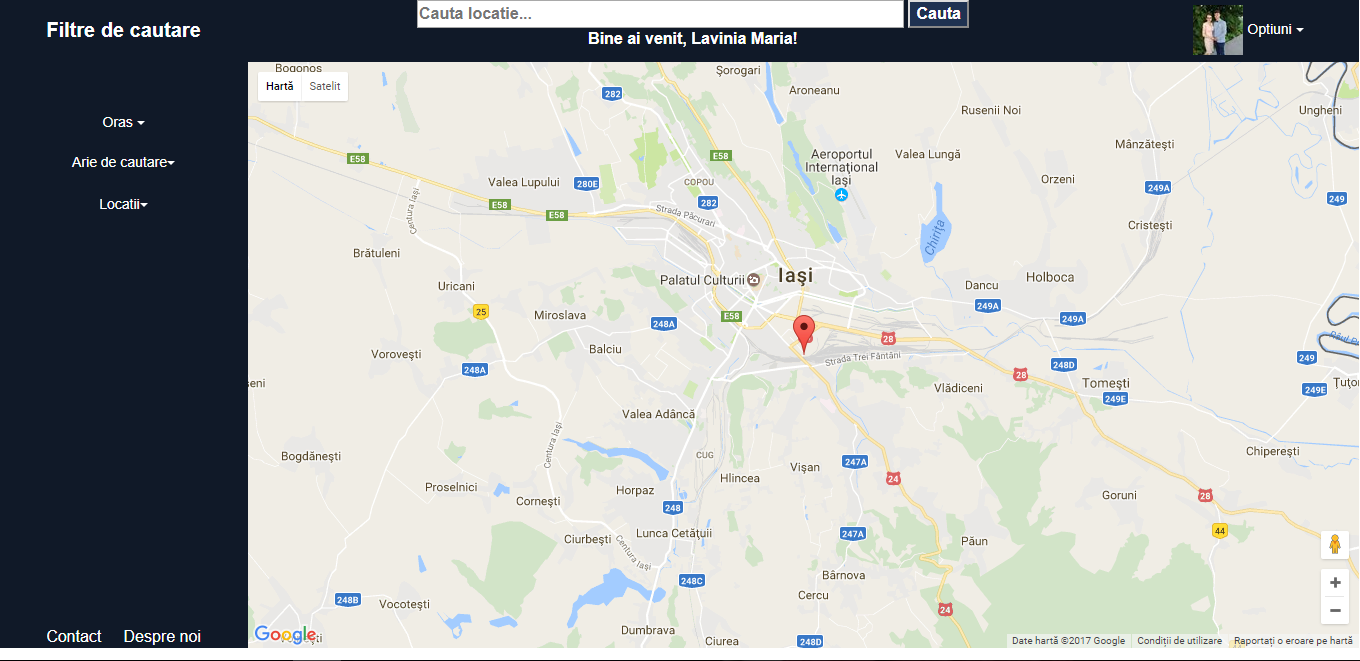 Filtre de cautare
Cauta locatie...
Cauta
Bine ai venit, Lavinia Maria!
Optiuni
Oras
Arie de cautare
Locatii
Contact
Despre noi
Bogonos
Hartă
Satelit
Șorogari
Aroneanu
282
Rusenii Noi
Ungheni
E58
E58
Aeroportul
Internațional
Iași
Valea Lungă
Mânzătești
Valea Lupului
280E
COPOU
Orzeni
249A
249
E58
E58
282
Strada Păcurari
Centura Iași
Chirița
Cristești
Brătuleni
Palatul Culturii
Iași
Holboca
Uricani
Dancu
249A
249A
25
Miroslava
248A
E58
28
Balciu
Strada Trei Fântâni
Voroveşti
248A
28
248D
249
Tomești
249E
249E
Vlădiceni
Valea Adâncă
Centura Iași
CUG
Bogdănești
Vișan
247A
Chiperești
Hlincea
24
Proselnici
Cornești
Horpaz
248
Goruni
28
44
Ciurbești
Lunca Cetățuii
247A
Păun
Centura Iași
248C
Bârnova
Cercu
24
248B
Vocotești
Dumbrava
Ciurea
248D
Google
Date hartă ©2017 Google
Condiții de utilizare
Raportați o eroare pe hartă